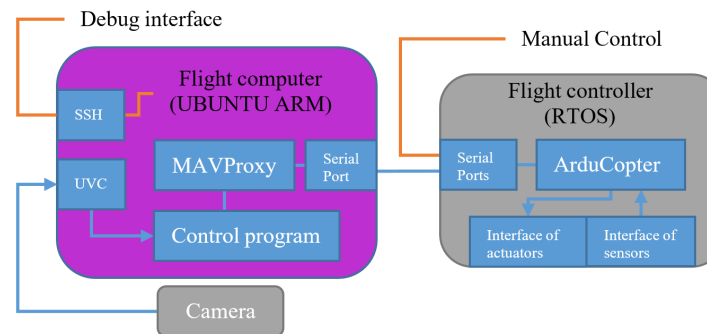 Debug interface
Manual Control
Flight computer
(UBUNTU ARM)
SSH
UVC
MAVProxy
Serial
Port
Control program
Camera
Flight controller
(RTOS)
Serial
Ports
ArduCopter
Interface of
actuators
Interface of
sensors